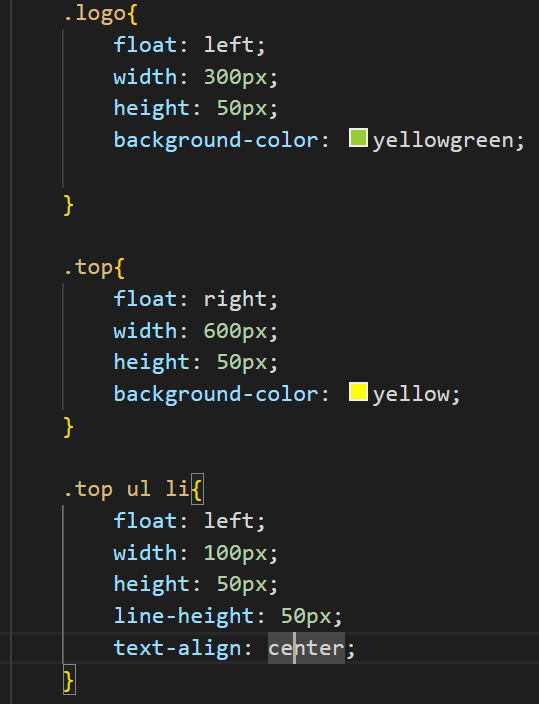 .logo{
float: left;
width: 300px;
height: 50px;
background-color: yellowgreen;
}
.top{
float: right;
width: 600px;
height: 50px;
background-color: yellow;
}
.top ul li{
float: left;
width: 100px;
height: 50px;
line-height: 50px;
text-align: center;
}